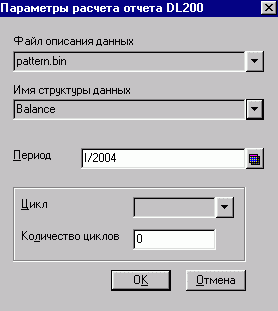 Параметры расчета отчета DL200
Файл описания данных
pattern.bin
Имя структуры данных
Balance
Период
I/2004
Цикл
Количество циклов
0
OK
Отмена